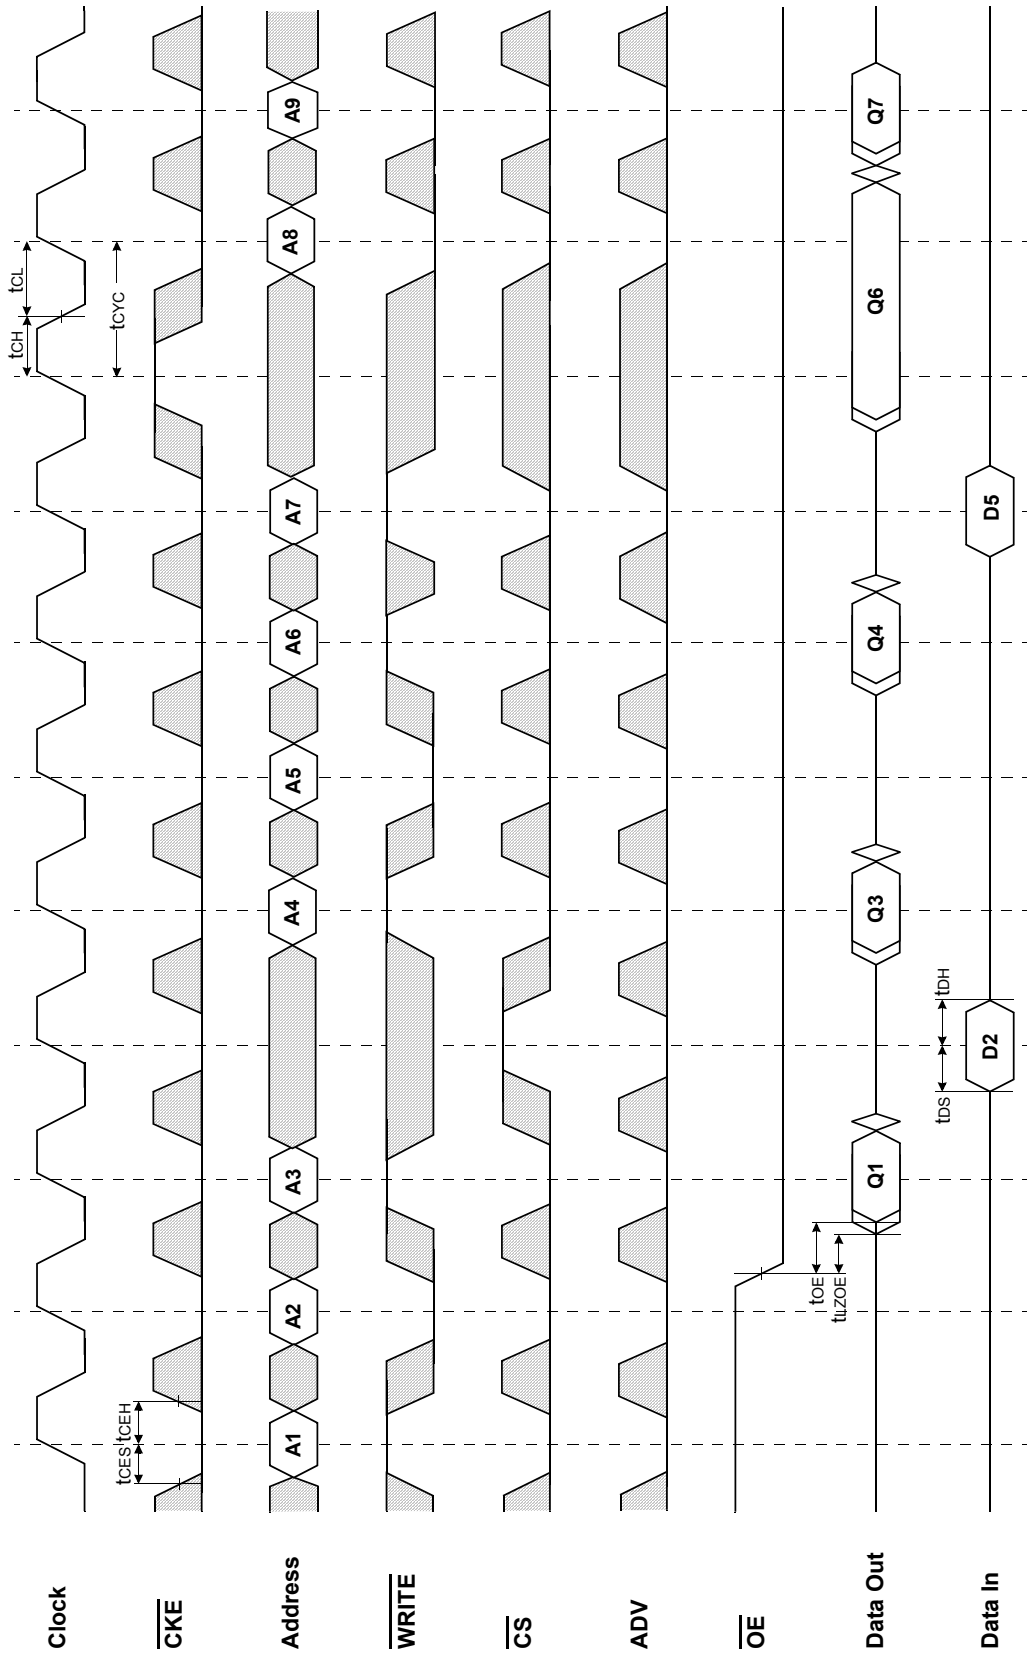 tCH tCL
Clock
tCYC
tCES tCEH
CKE
Address A1 A2 A3 A4 A5 A6 A7 A8 A9
WRITE
CS
ADV
OE
tOE
tLZOE
Data Out Q1 Q3 Q4 Q6 Q7
tDS tDH
Data In D2 D5